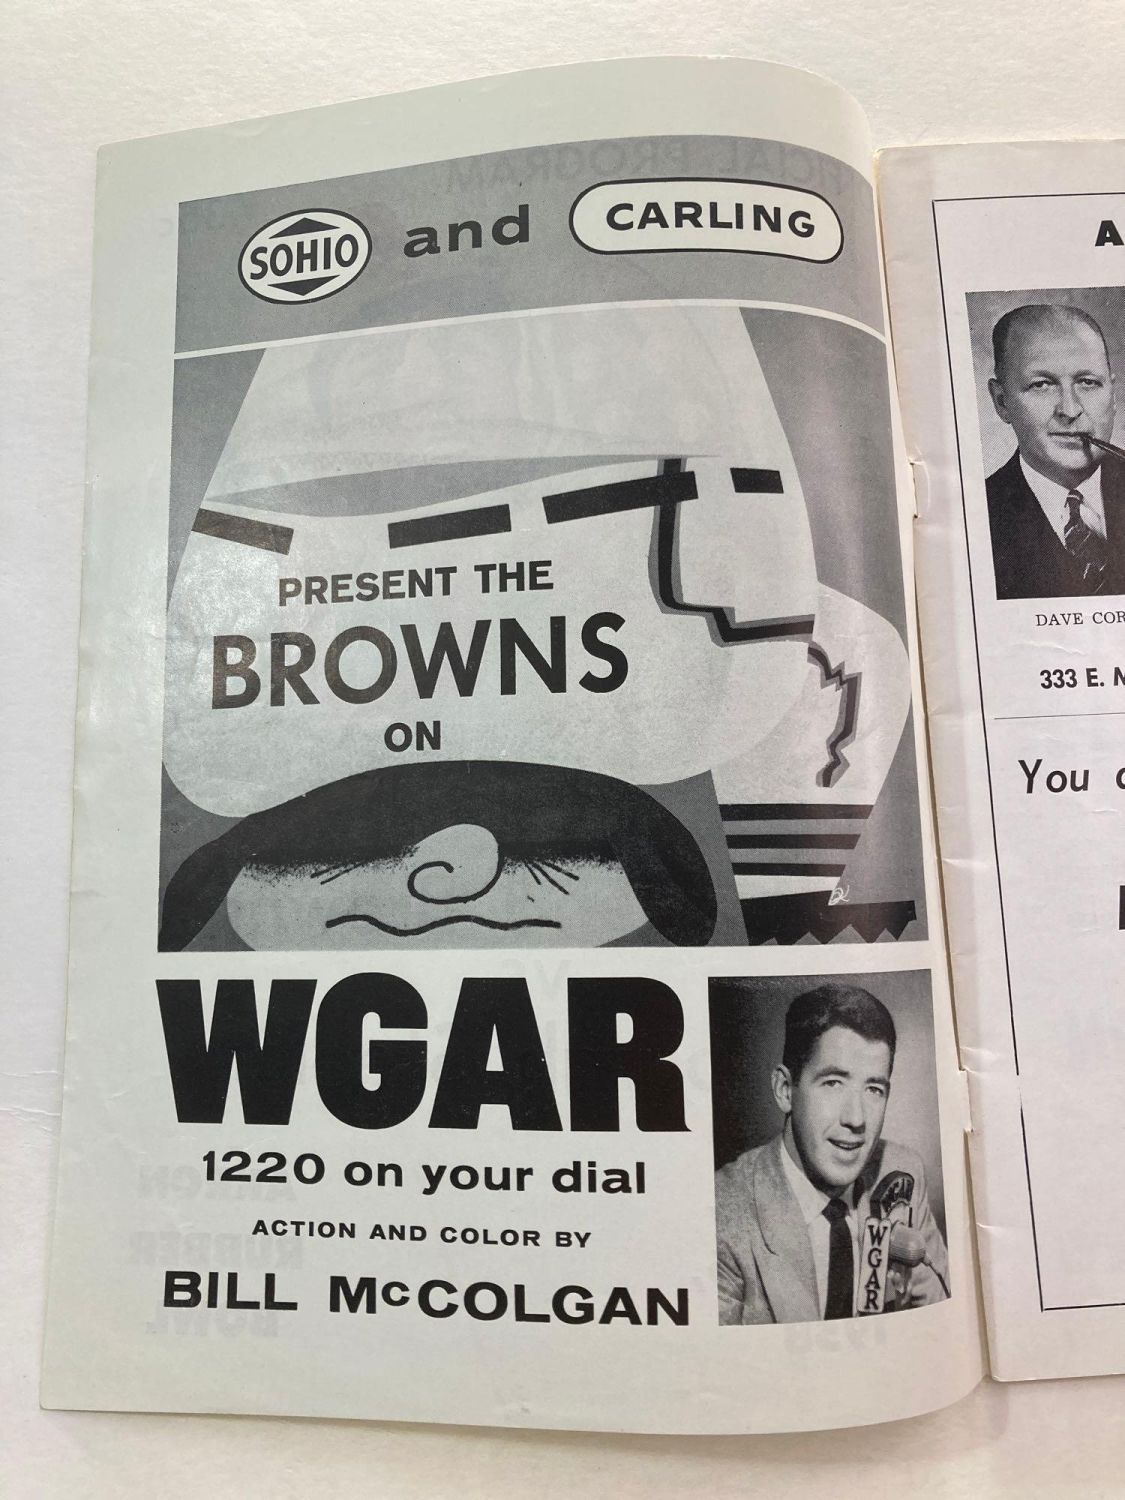 SOHIO and CARLING
PRESENT THE
BROWNS
ON
WGAR
1220 on your dial
ACTION AND COLOR BY
BILL McCOLGAN
WGAR
WGAR
A
DAVE COR
333 E. M
You